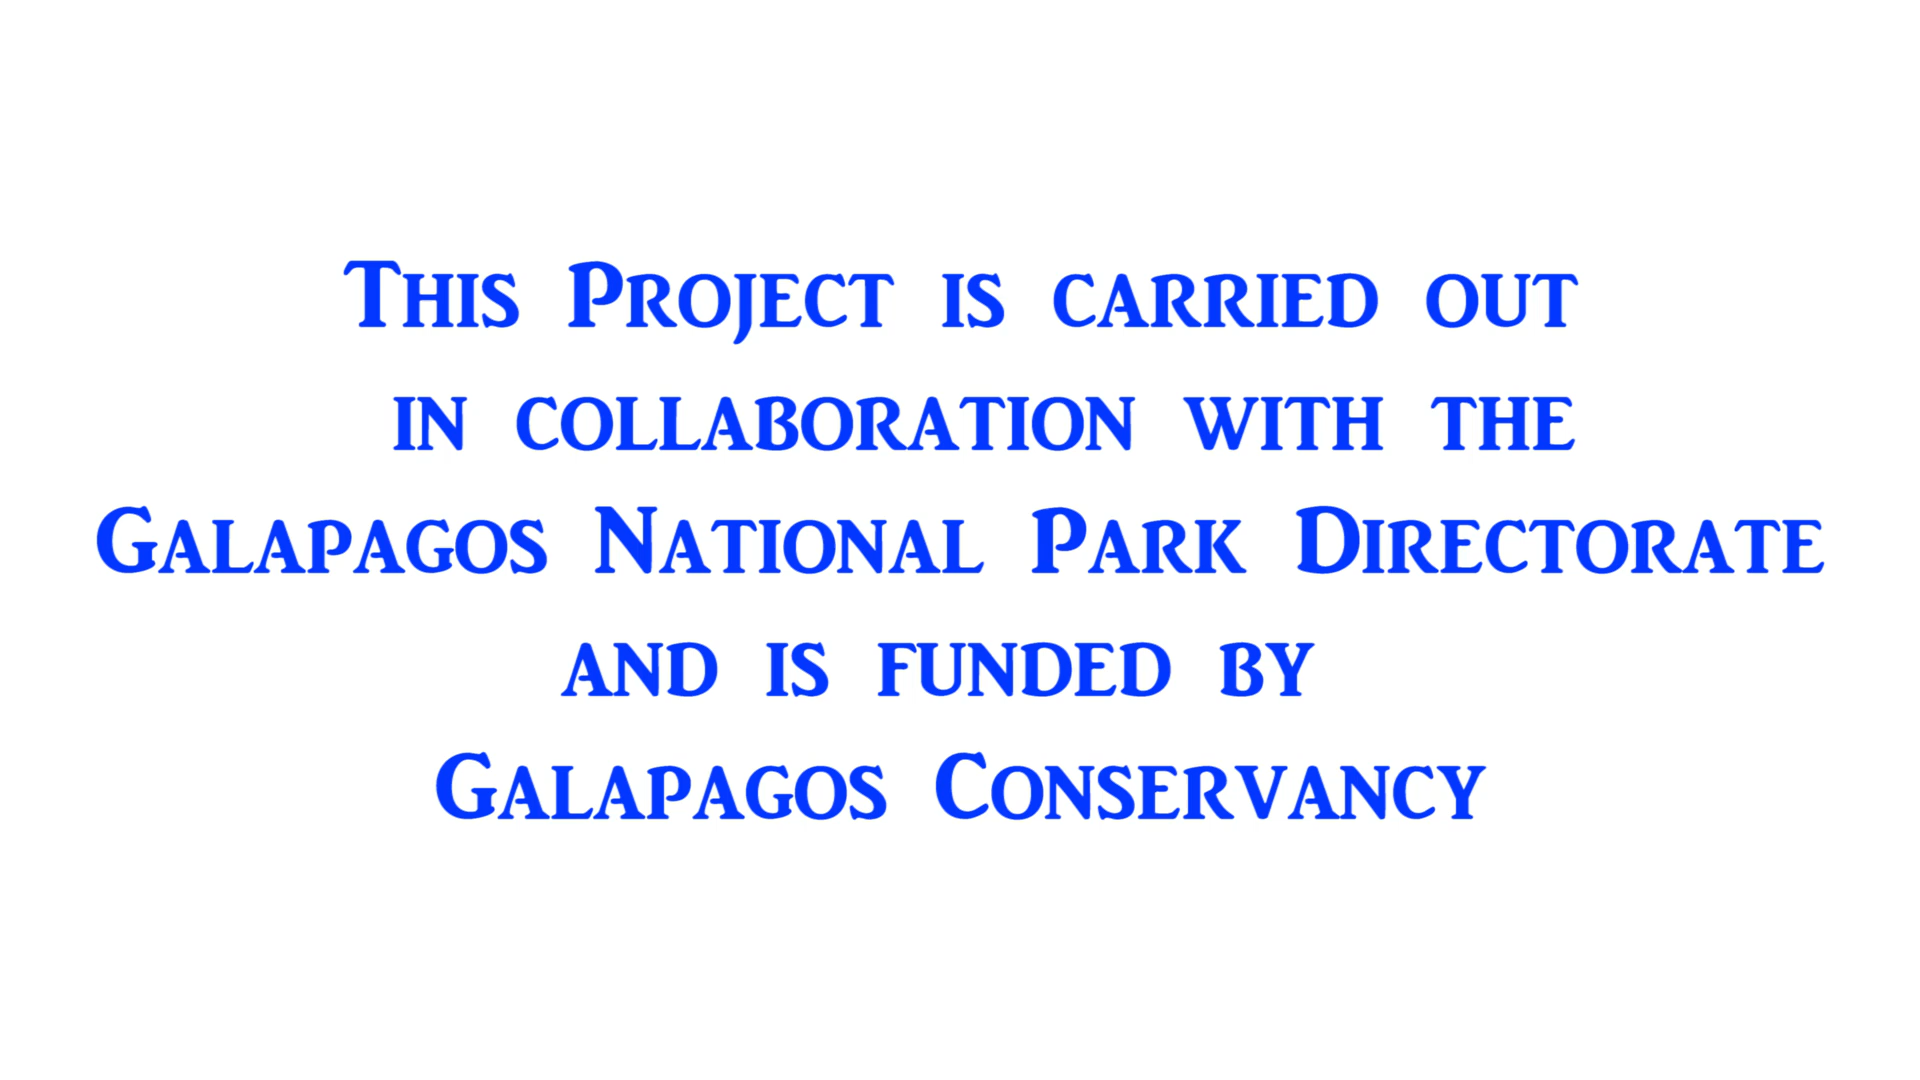 This Project is carried out
in collaboration with the
Galapagos National Park Directorate
and is funded by
Galapagos Conservancy